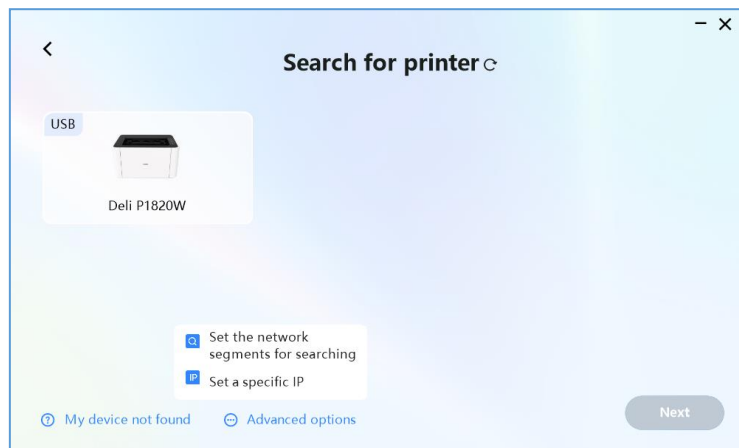 Search for printer
USB
Deli P1820W
Set the network
segments for searching
IP Set a specific IP
My device not found
Advanced options
Next